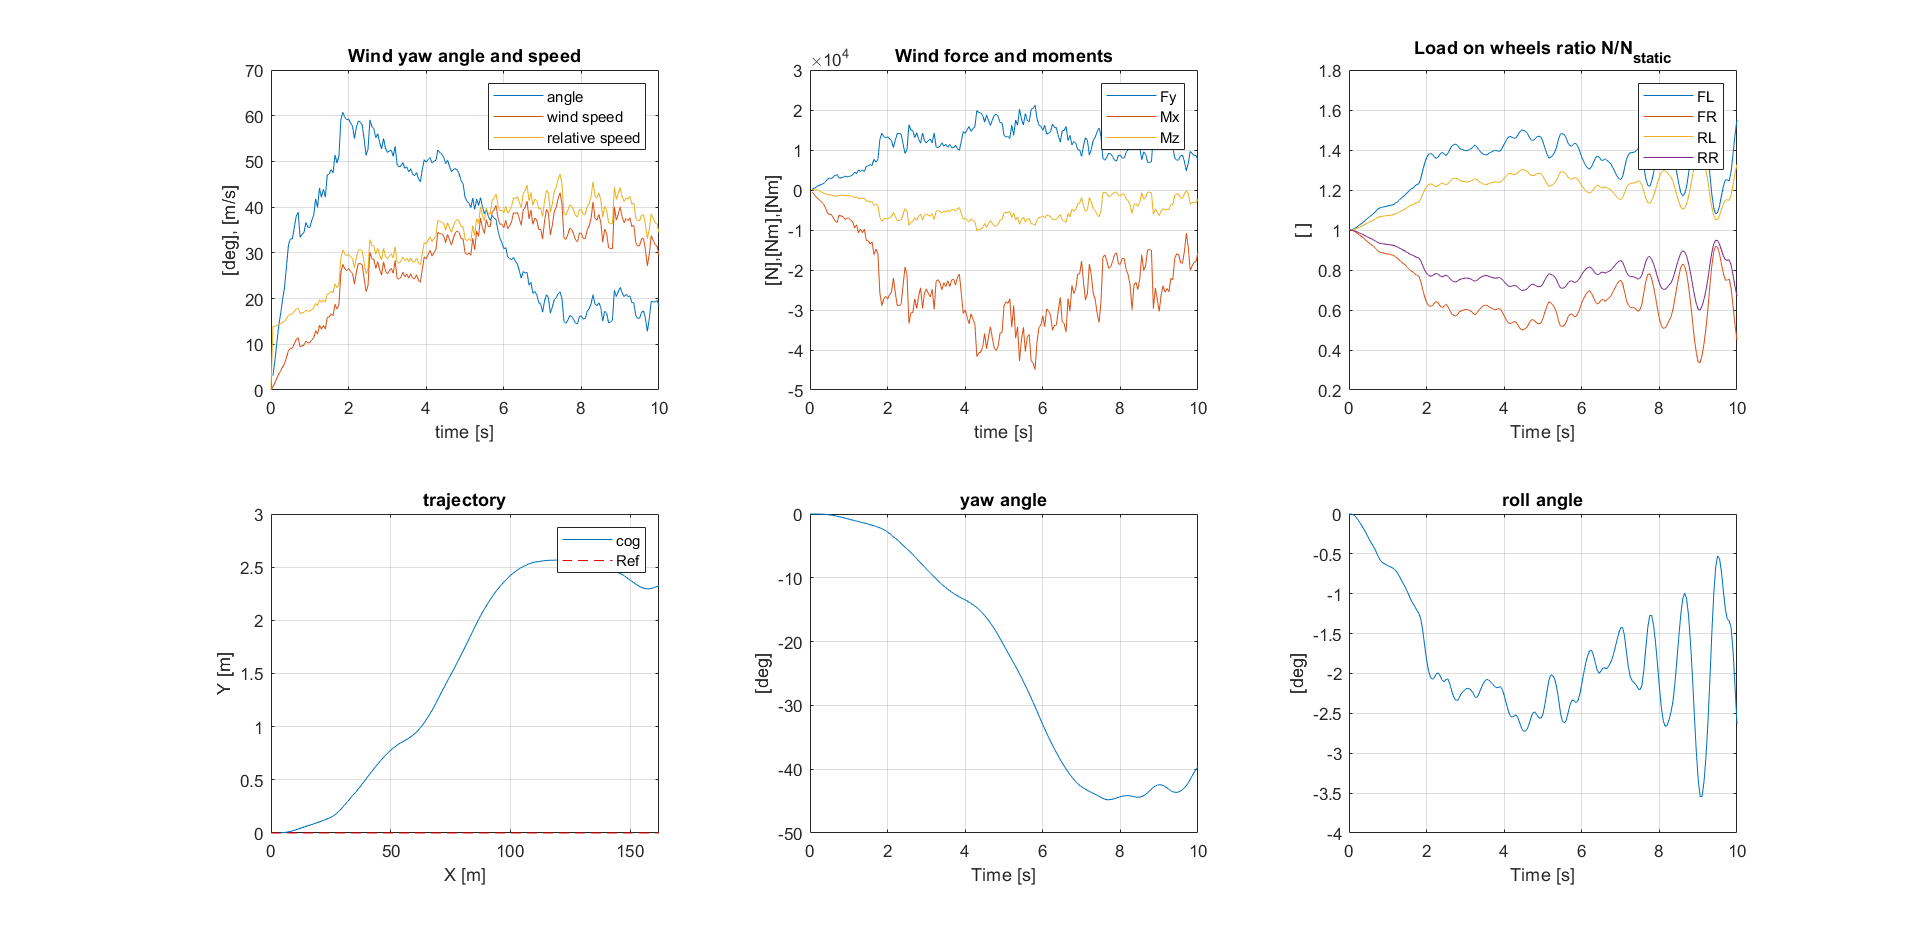 Wind yaw angle and speed
70
60
50
40
30
20
10
0
[deg], [m/s]
angle
wind speed
relative speed
0 2 4 6 8 10
time [s]
Wind force and moments
×10^4
3
2
1
0
-1
-2
-3
-4
-5
[N],[Nm],[Nm]
Fy
Mx
Mz
0 2 4 6 8 10
time [s]
Load on wheels ratio N/N_static
1.8
1.6
1.4
1.2
1
0.8
0.6
0.4
0.2
[ ]
FL
FR
RL
RR
0 2 4 6 8 10
Time [s]
trajectory
3
2.5
2
1.5
1
0.5
0
Y [m]
cog
Ref
0 50 100 150
X [m]
yaw angle
0
-10
-20
-30
-40
-50
[deg]
0 2 4 6 8 10
Time [s]
roll angle
0
-0.5
-1
-1.5
-2
-2.5
-3
-3.5
-4
[deg]
0 2 4 6 8 10
Time [s]